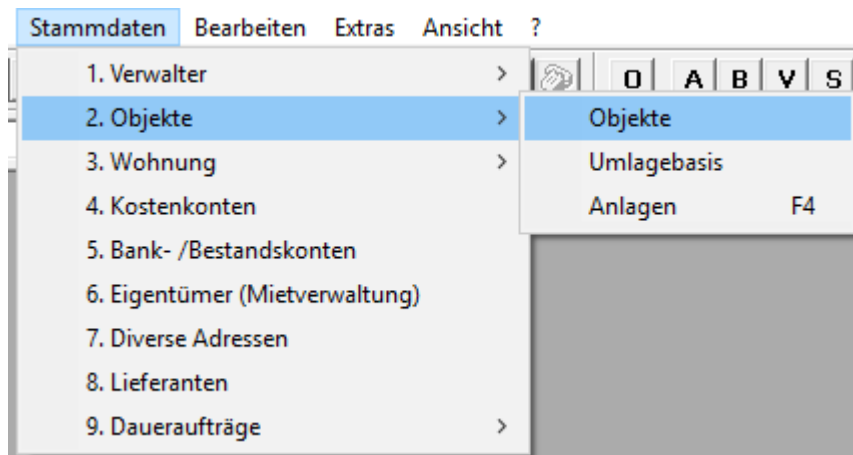 Stammdaten Bearbeiten Extras Ansicht ?
O A B V S
1. Verwalter >
2. Objekte >
3. Wohnung >
4. Kostenkonten
5. Bank- /Bestandskonten
6. Eigentümer (Mietverwaltung)
7. Diverse Adressen
8. Lieferanten
9. Daueraufträge >
Objekte
Umlagebasis
Anlagen F4